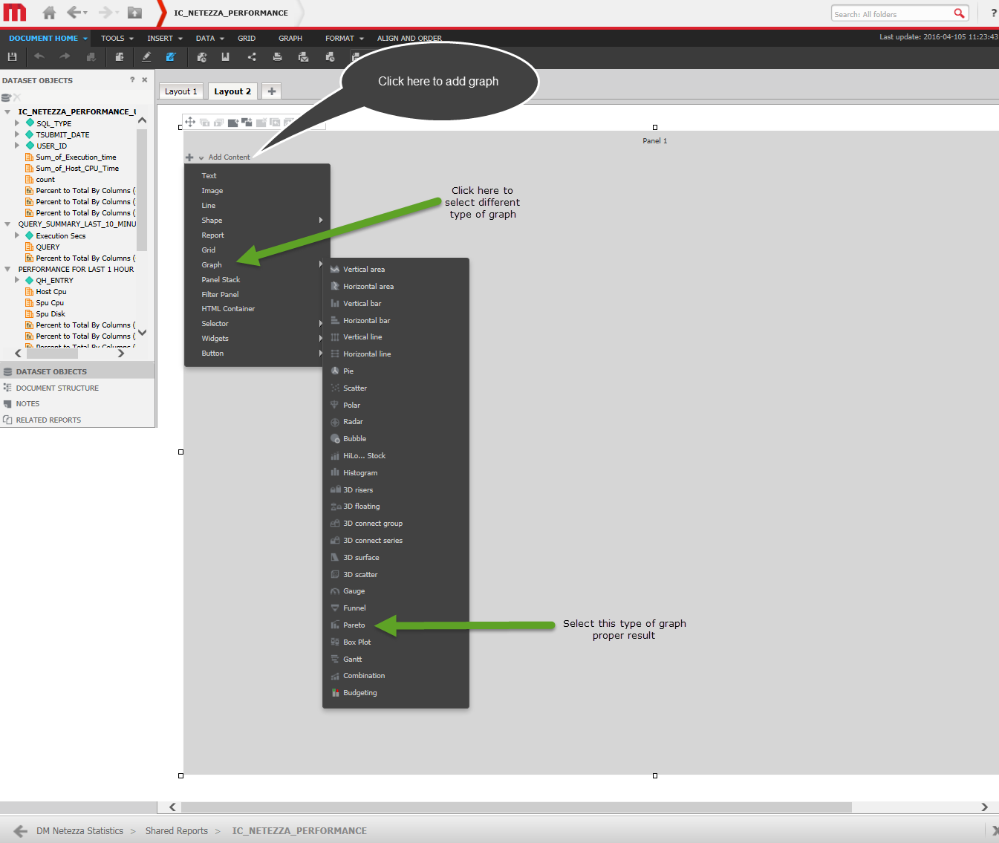 IC_NETEZZA_PERFORMANCE
Search: All folders
?
DOCUMENT HOME
TOOLS
INSERT
DATA
GRID
GRAPH
FORMAT
ALIGN AND ORDER
Last update: 2016-04-105 11:23:43
DATASET OBJECTS
?
Layout 1
Layout 2
Click here to add graph
IC_NETEZZA_PERFORMANCE_U
SQL_TYPE
TSUBMIT_DATE
USER_ID
Sum_of_Execution_time
Sum_of_Host_CPU_Time
count
Percent to Total By Columns (
Percent to Total By Columns (
Percent to Total By Columns (
QUERY_SUMMARY_LAST_10_MINU
Execution Secs
QUERY
Percent to Total By Columns (
PERFORMANCE FOR LAST 1 HOUR
QH_ENTRY
Host Cpu
Spu Cpu
Spu Disk
Percent to Total By Columns (
Percent to Total By Columns (
Percent to Total By Columns (
DATASET OBJECTS
DOCUMENT STRUCTURE
NOTES
RELATED REPORTS
Panel 1
Add Content
Text
Image
Line
Shape
Report
Grid
Graph
Panel Stack
Filter Panel
HTML Container
Selector
Widgets
Button
Click here to
select different
type of graph
Vertical area
Horizontal area
Vertical bar
Horizontal bar
Vertical line
Horizontal line
Pie
Scatter
Polar
Radar
Bubble
HiLo... Stock
Histogram
3D risers
3D floating
3D connect group
3D connect series
3D surface
3D scatter
Gauge
Funnel
Pareto
Box Plot
Gantt
Combination
Budgeting
Select this type of graph
proper result
DM Netezza Statistics > Shared Reports > IC_NETEZZA_PERFORMANCE